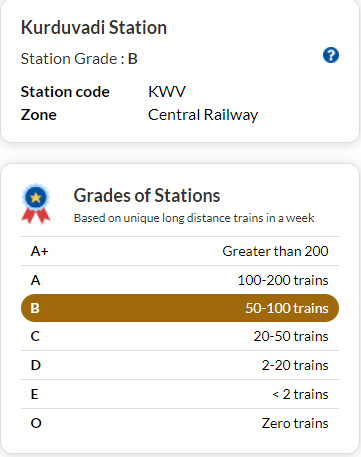 Kurduvadi Station
Station Grade : B
?
Station code KWV
Zone Central Railway
Grades of Stations
Based on unique long distance trains in a week
A+ Greater than 200
A 100-200 trains
B 50-100 trains
C 20-50 trains
D 2-20 trains
E < 2 trains
O Zero trains